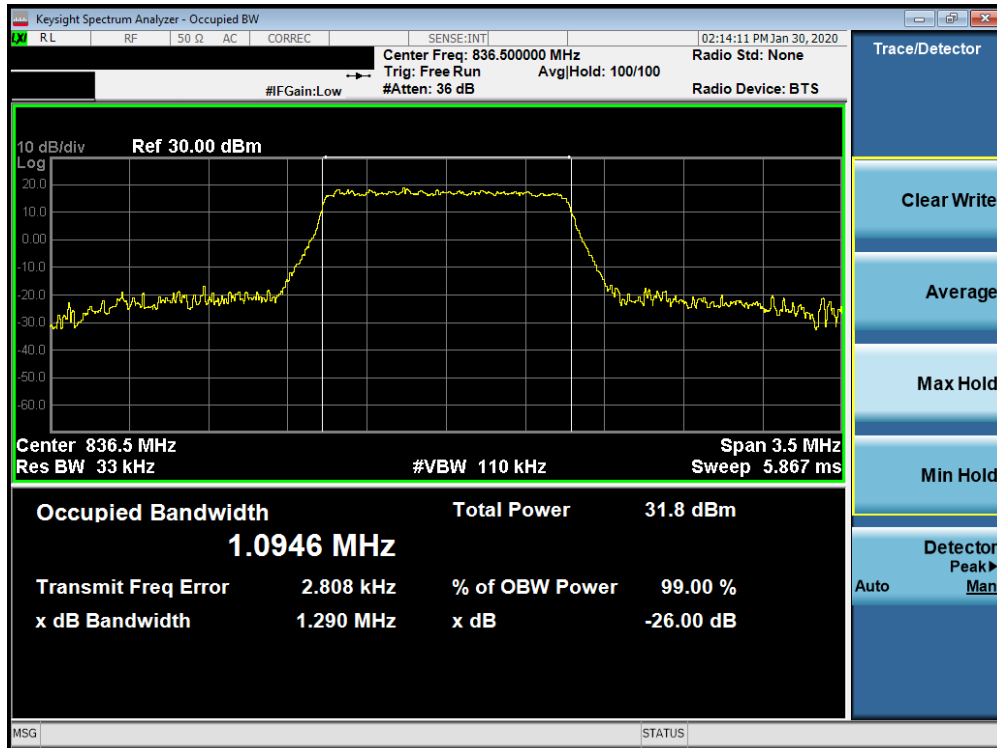 Keysight Spectrum Analyzer - Occupied BW
LXI RL RF 50 Ω AC CORREC SENSE:INT 02:14:11 PM Jan 30, 2020
Center Freq: 836.500000 MHz Radio Std: None
Trig: Free Run Avg|Hold: 100/100
#IFGain:Low #Atten: 36 dB Radio Device: BTS
Trace/Detector
10 dB/div Ref 30.00 dBm
Log
20.0
10.0
0.00
-10.0
-20.0
-30.0
-40.0
-50.0
-60.0
Center 836.5 MHz Span 3.5 MHz
Res BW 33 kHz #VBW 110 kHz Sweep 5.867 ms
Occupied Bandwidth Total Power 31.8 dBm
1.0946 MHz
Transmit Freq Error 2.808 kHz % of OBW Power 99.00 %
x dB Bandwidth 1.290 MHz x dB -26.00 dB
Clear Write
Average
Max Hold
Min Hold
Detector
Peak▶
Auto Man
MSG STATUS